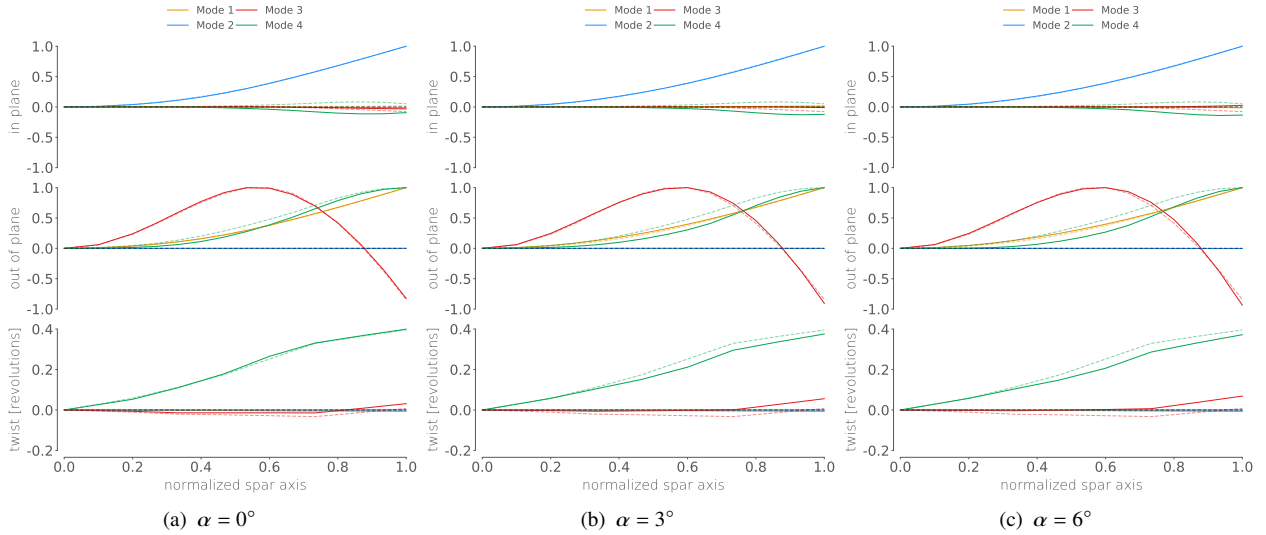 Mode 1 Mode 3
Mode 2 Mode 4
1.0
0.5
0.0
-0.5
-1.0
in plane
1.0
0.5
0.0
-0.5
-1.0
out of plane
0.4
0.2
0.0
-0.2
twist [revolutions]
0.0 0.2 0.4 0.6 0.8 1.0
normalized spar axis
(a) α = 0°
Mode 1 Mode 3
Mode 2 Mode 4
1.0
0.5
0.0
-0.5
-1.0
in plane
1.0
0.5
0.0
-0.5
-1.0
out of plane
0.4
0.2
0.0
-0.2
twist [revolutions]
0.0 0.2 0.4 0.6 0.8 1.0
normalized spar axis
(b) α = 3°
Mode 1 Mode 3
Mode 2 Mode 4
1.0
0.5
0.0
-0.5
-1.0
in plane
1.0
0.5
0.0
-0.5
-1.0
out of plane
0.4
0.2
0.0
-0.2
twist [revolutions]
0.0 0.2 0.4 0.6 0.8 1.0
normalized spar axis
(c) α = 6°